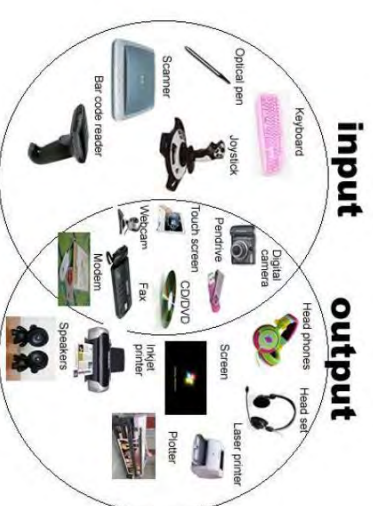 input
output
Keyboard
Optical pen
Scanner
Joystick
Bar code reader
Digital
camera
Pendrive
Touch screen
Webcam
CD/DVD
Fax
Modem
Head phones
Head set
Screen
Laser printer
Inkjet
printer
Plotter
Speakers